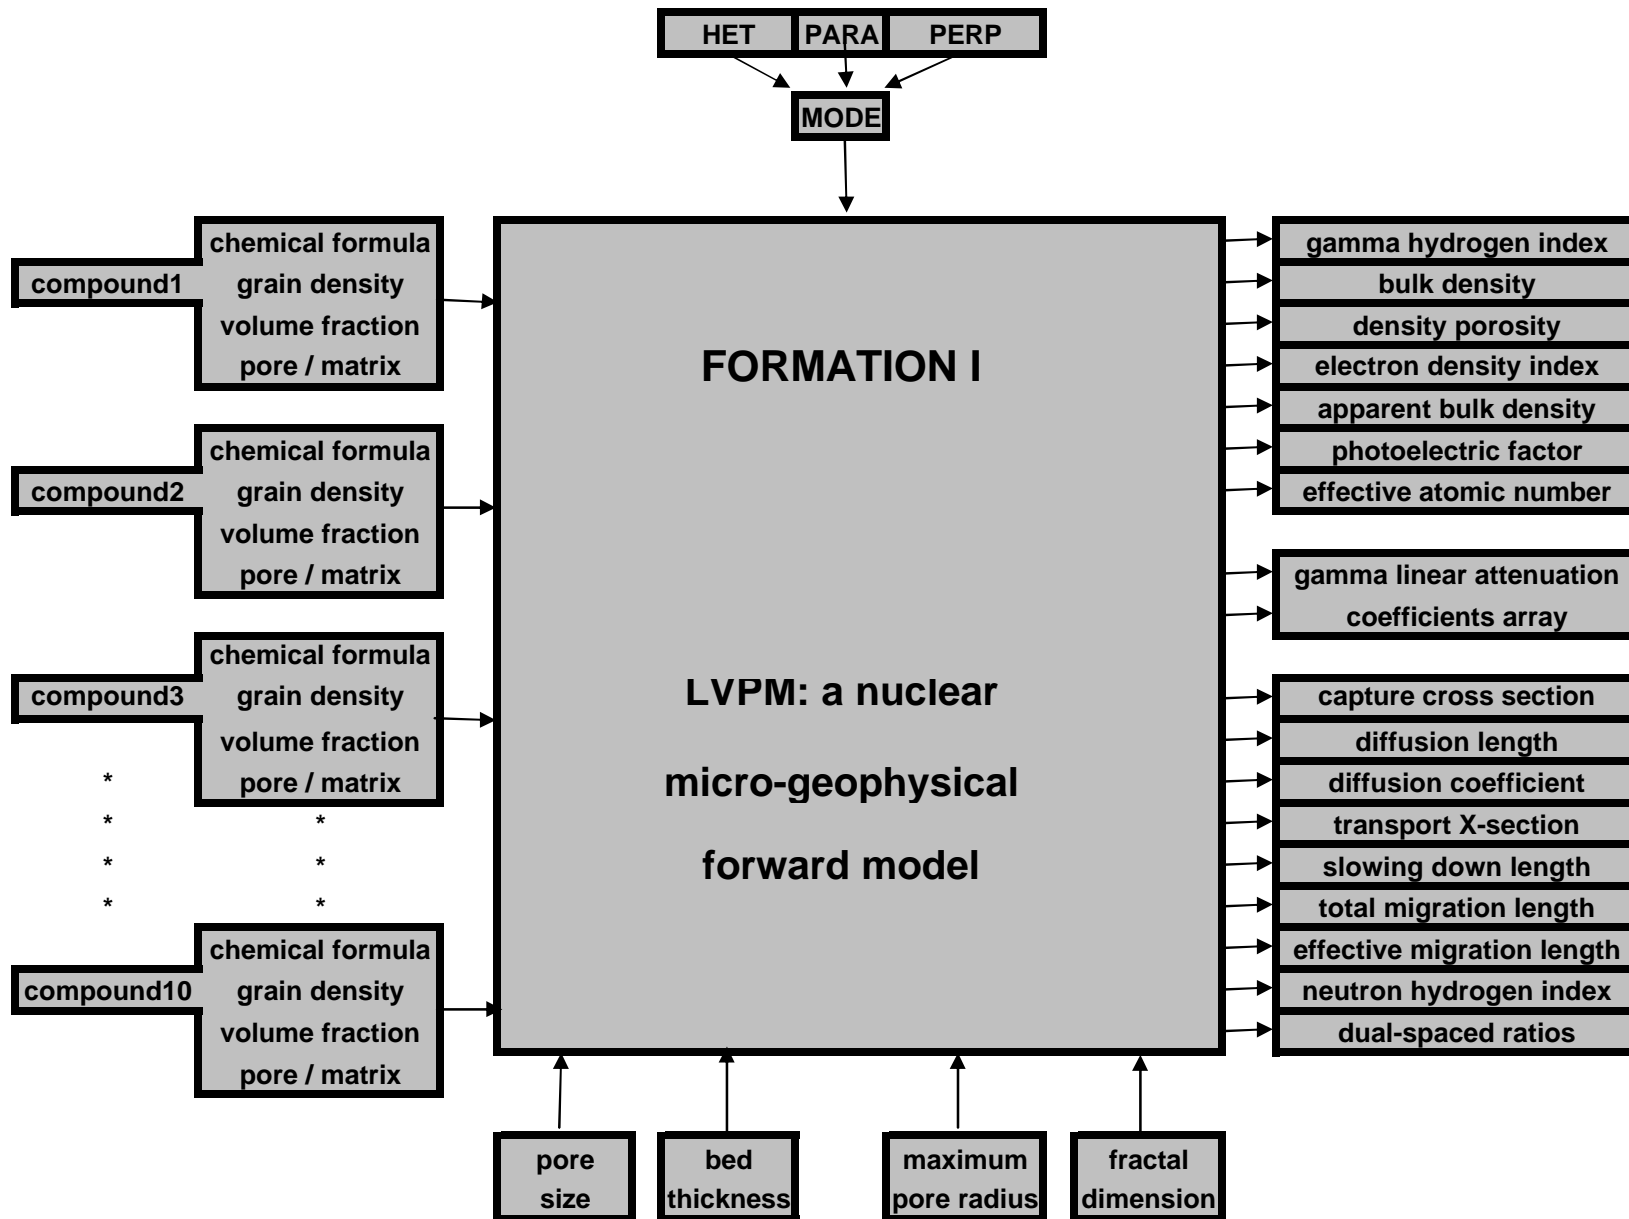 HET PARA PERP
MODE
compound1
chemical formula
grain density
volume fraction
pore / matrix
compound2
chemical formula
grain density
volume fraction
pore / matrix
compound3
chemical formula
grain density
volume fraction
pore / matrix
*
* *
* *
* *
compound10
chemical formula
grain density
volume fraction
pore / matrix
FORMATION I
LVPM: a nuclear
micro-geophysical
forward model
gamma hydrogen index
bulk density
density porosity
electron density index
apparent bulk density
photoelectric factor
effective atomic number
gamma linear attenuation
coefficients array
capture cross section
diffusion length
diffusion coefficient
transport X-section
slowing down length
total migration length
effective migration length
neutron hydrogen index
dual-spaced ratios
pore
size
bed
thickness
maximum
pore radius
fractal
dimension